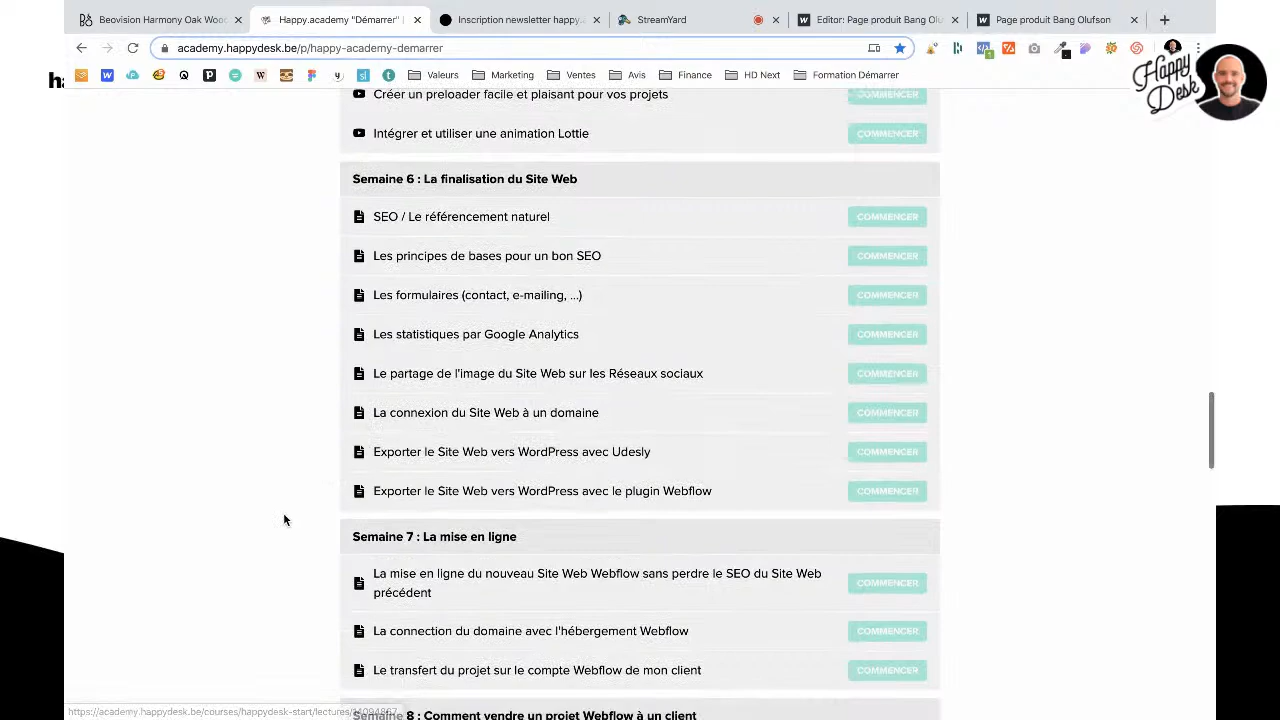 Beovision Harmony Oak Wood
Happy.academy "Démarrer"
Inscription newsletter happy.
StreamYard
Editor: Page produit Bang Oluf
Page produit Bang Olufson
academy.happydesk.be/p/happy-academy-demarrer
Valeurs
Marketing
Ventes
Avis
Finance
HD Next
Formation Démarrer
Happy
Desk
Créer un preloader facile et plaisant pour vos projets
COMMENCER
Intégrer et utiliser une animation Lottie
COMMENCER
Semaine 6 : La finalisation du Site Web
SEO / Le référencement naturel
COMMENCER
Les principes de bases pour un bon SEO
COMMENCER
Les formulaires (contact, e-mailing, ...)
COMMENCER
Les statistiques par Google Analytics
COMMENCER
Le partage de l'image du Site Web sur les Réseaux sociaux
COMMENCER
La connexion du Site Web à un domaine
COMMENCER
Exporter le Site Web vers WordPress avec Udesly
COMMENCER
Exporter le Site Web vers WordPress avec le plugin Webflow
COMMENCER
Semaine 7 : La mise en ligne
La mise en ligne du nouveau Site Web Webflow sans perdre le SEO du Site Web
précédent
COMMENCER
La connection du domaine avec l'hébergement Webflow
COMMENCER
Le transfert du projet sur le compte Webflow de mon client
COMMENCER
Semaine 8 : Comment vendre un projet Webflow à un client